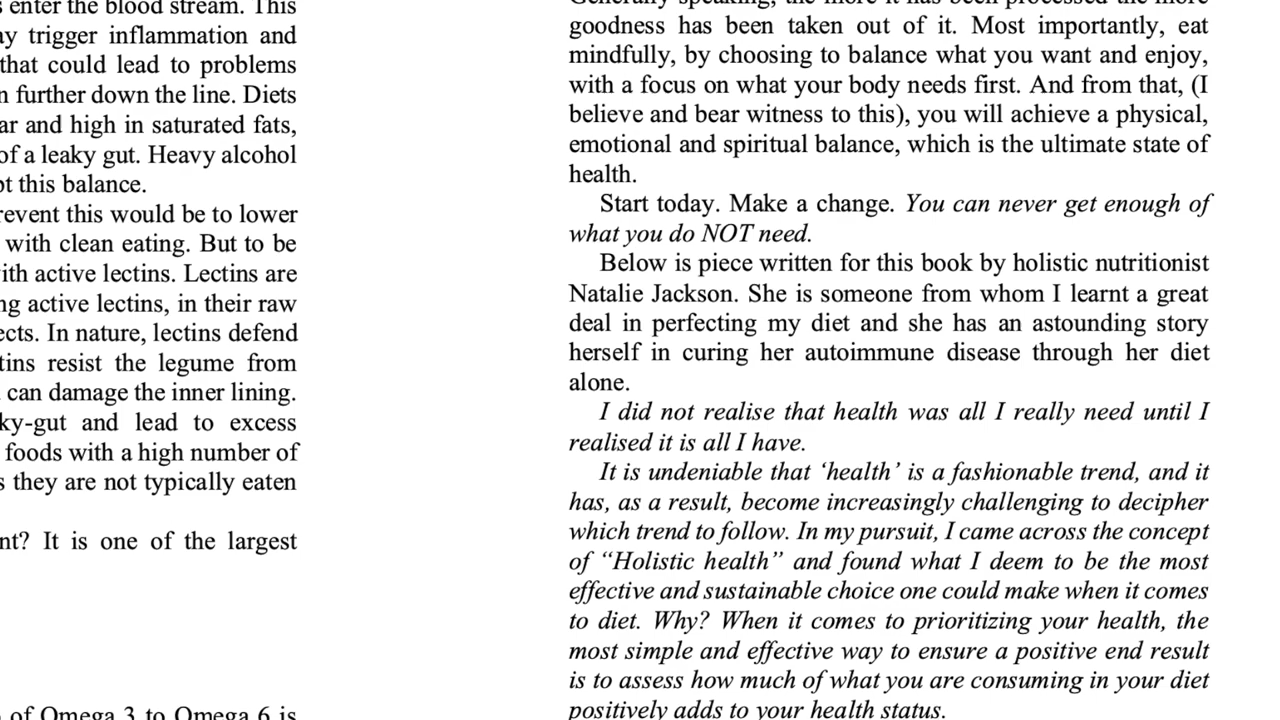 enter the blood stream. This
trigger inflammation and
that could lead to problems
further down the line. Diets
and high in saturated fats,
of a leaky gut. Heavy alcohol
this balance.
prevent this would be to lower
with clean eating. But to be
with active lectins. Lectins are
active lectins, in their raw
In nature, lectins defend
resist the legume from
can damage the inner lining.
and lead to excess
foods with a high number of
they are not typically eaten
It is one of the largest
of Omega 3 to Omega 6 is
Generally speaking, the more it has been processed the more
goodness has been taken out of it. Most importantly, eat
mindfully, by choosing to balance what you want and enjoy,
with a focus on what your body needs first. And from that, (I
believe and bear witness to this), you will achieve a physical,
emotional and spiritual balance, which is the ultimate state of
health.
Start today. Make a change. You can never get enough of
what you do NOT need.
Below is piece written for this book by holistic nutritionist
Natalie Jackson. She is someone from whom I learnt a great
deal in perfecting my diet and she has an astounding story
herself in curing her autoimmune disease through her diet
alone.
I did not realise that health was all I really need until I
realised it is all I have.
It is undeniable that ‘health’ is a fashionable trend, and it
has, as a result, become increasingly challenging to decipher
which trend to follow. In my pursuit, I came across the concept
of “Holistic health” and found what I deem to be the most
effective and sustainable choice one could make when it comes
to diet. Why? When it comes to prioritizing your health, the
most simple and effective way to ensure a positive end result
is to assess how much of what you are consuming in your diet
positively adds to your health status.